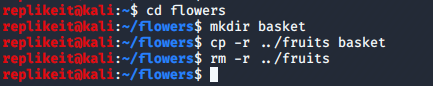 replikeit@kali:~$ cd flowers
replikeit@kali:~/flowers$ mkdir basket
replikeit@kali:~/flowers$ cp -r ../fruits basket
replikeit@kali:~/flowers$ rm -r ../fruits
replikeit@kali:~/flowers$